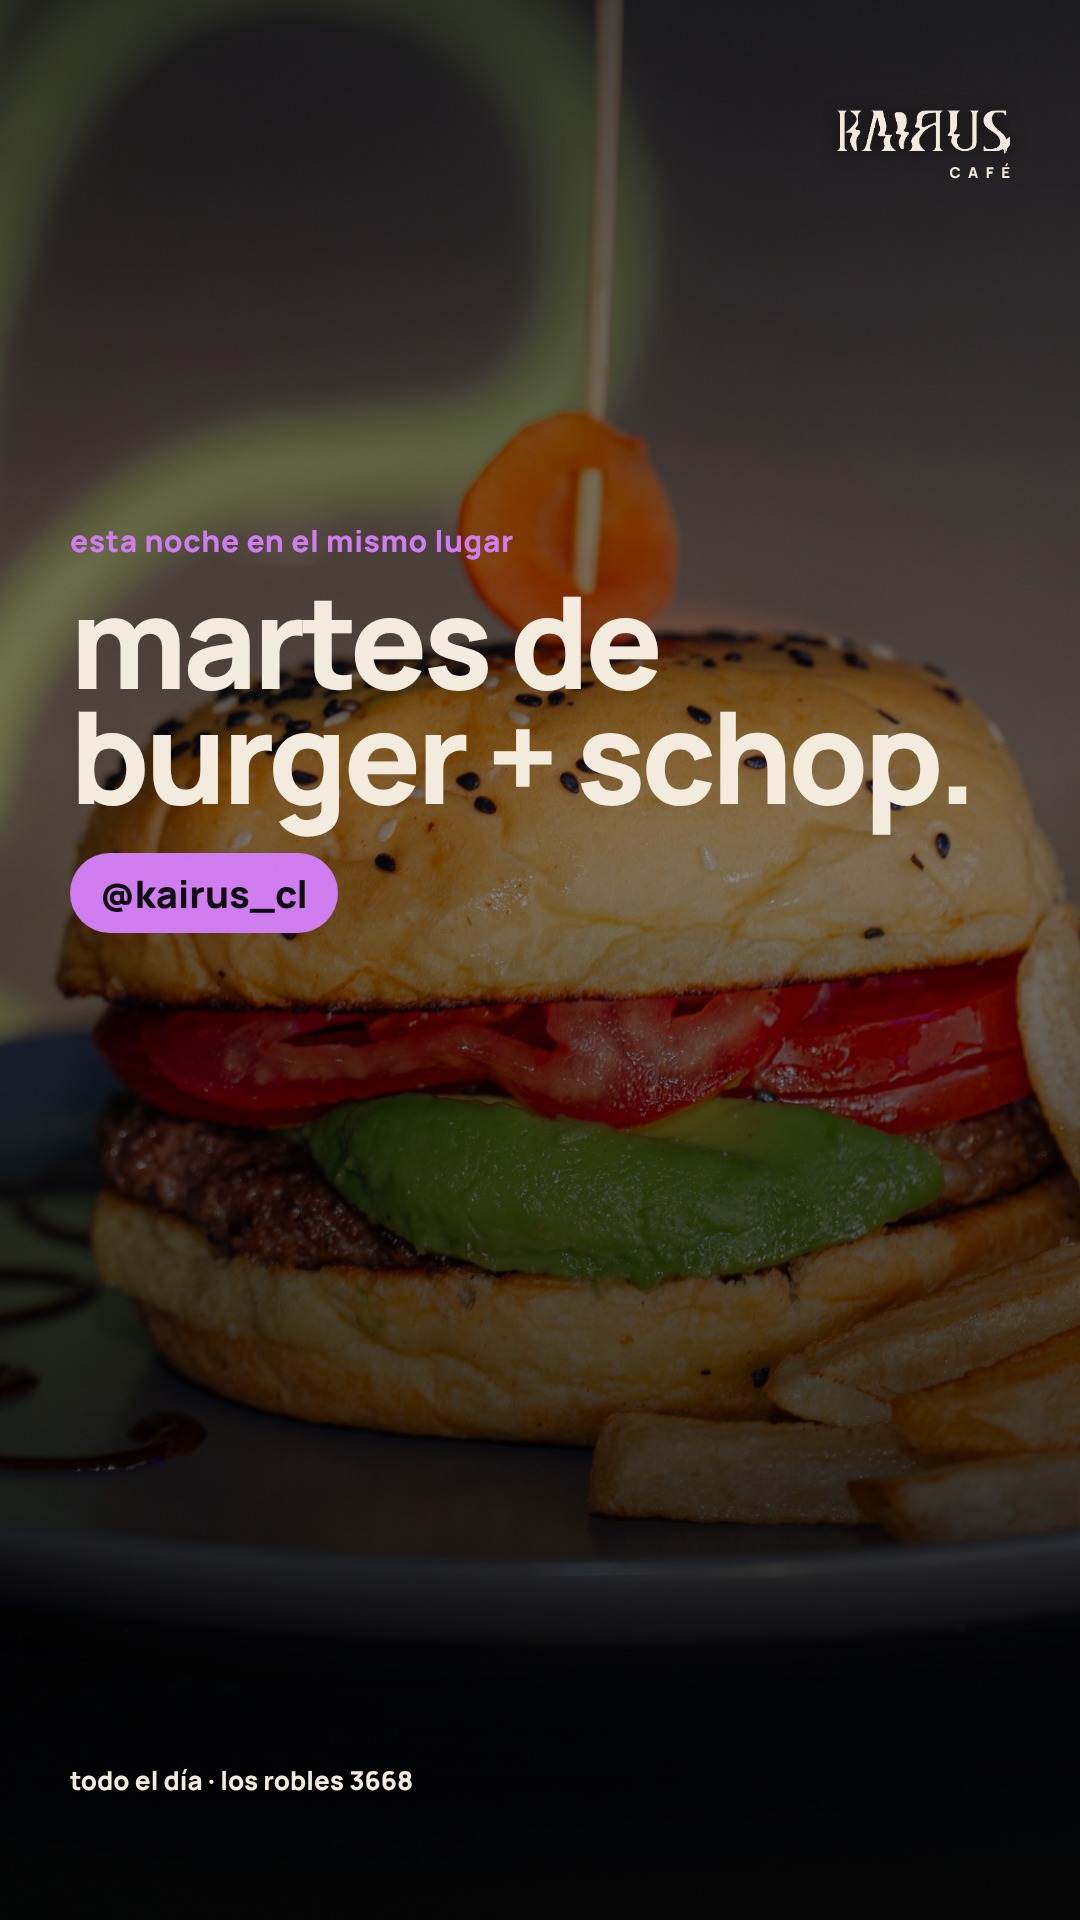 KAIRUS
CAFÉ
esta noche en el mismo lugar
martes de
burger + schop.
@kairus_cl
todo el día · los robles 3668